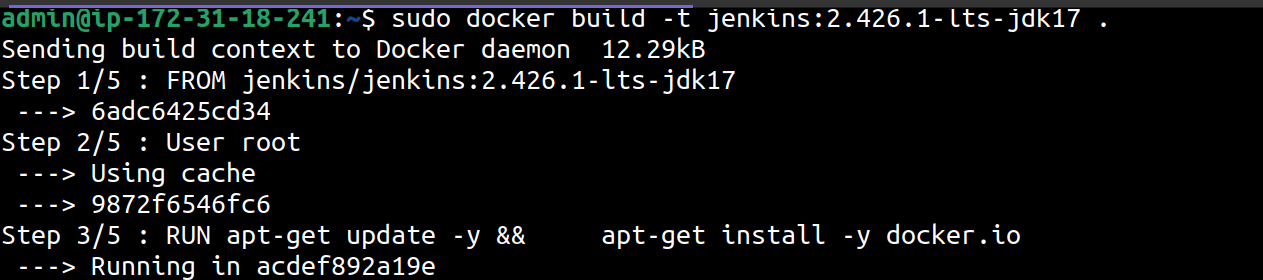 admin@ip-172-31-18-241:~$ sudo docker build -t jenkins:2.426.1-lts-jdk17 .
Sending build context to Docker daemon  12.29kB
Step 1/5 : FROM jenkins/jenkins:2.426.1-lts-jdk17
 ---> 6adc6425cd34
Step 2/5 : User root
 ---> Using cache
 ---> 9872f6546fc6
Step 3/5 : RUN apt-get update -y &&     apt-get install -y docker.io
 ---> Running in acdef892a19e